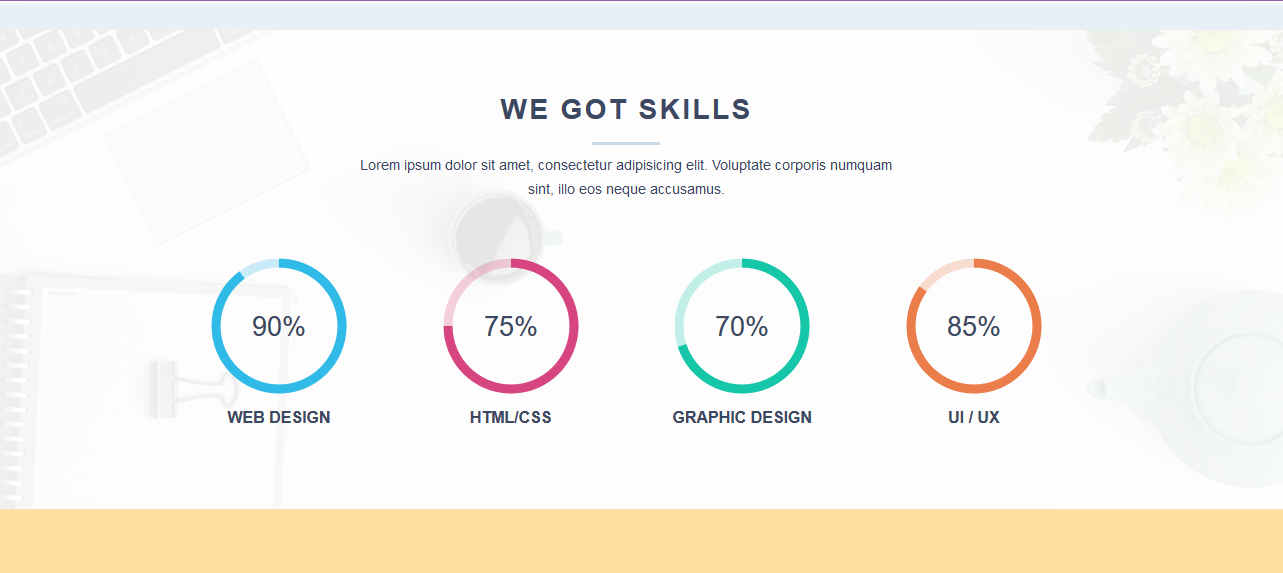 WE GOT SKILLS
Lorem ipsum dolor sit amet, consectetur adipisicing elit. Voluptate corporis numquam
sint, illo eos neque accusamus.
90%
75%
70%
85%
WEB DESIGN
HTML/CSS
GRAPHIC DESIGN
UI / UX